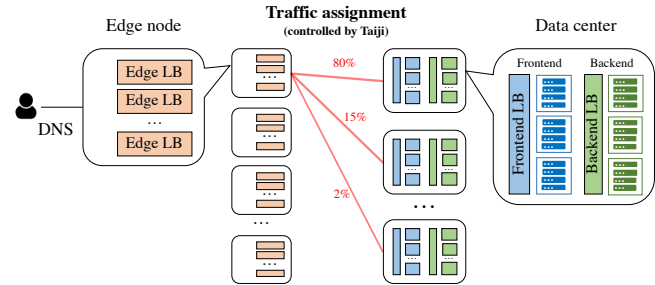 Edge node
Traffic assignment
(controlled by Taiji)
Data center
Edge LB
Edge LB
...
Edge LB
DNS
...
...
...
...
...
80%
15%
2%
...
...
...
...
...
...
...
Frontend
Backend
Frontend LB
Backend LB